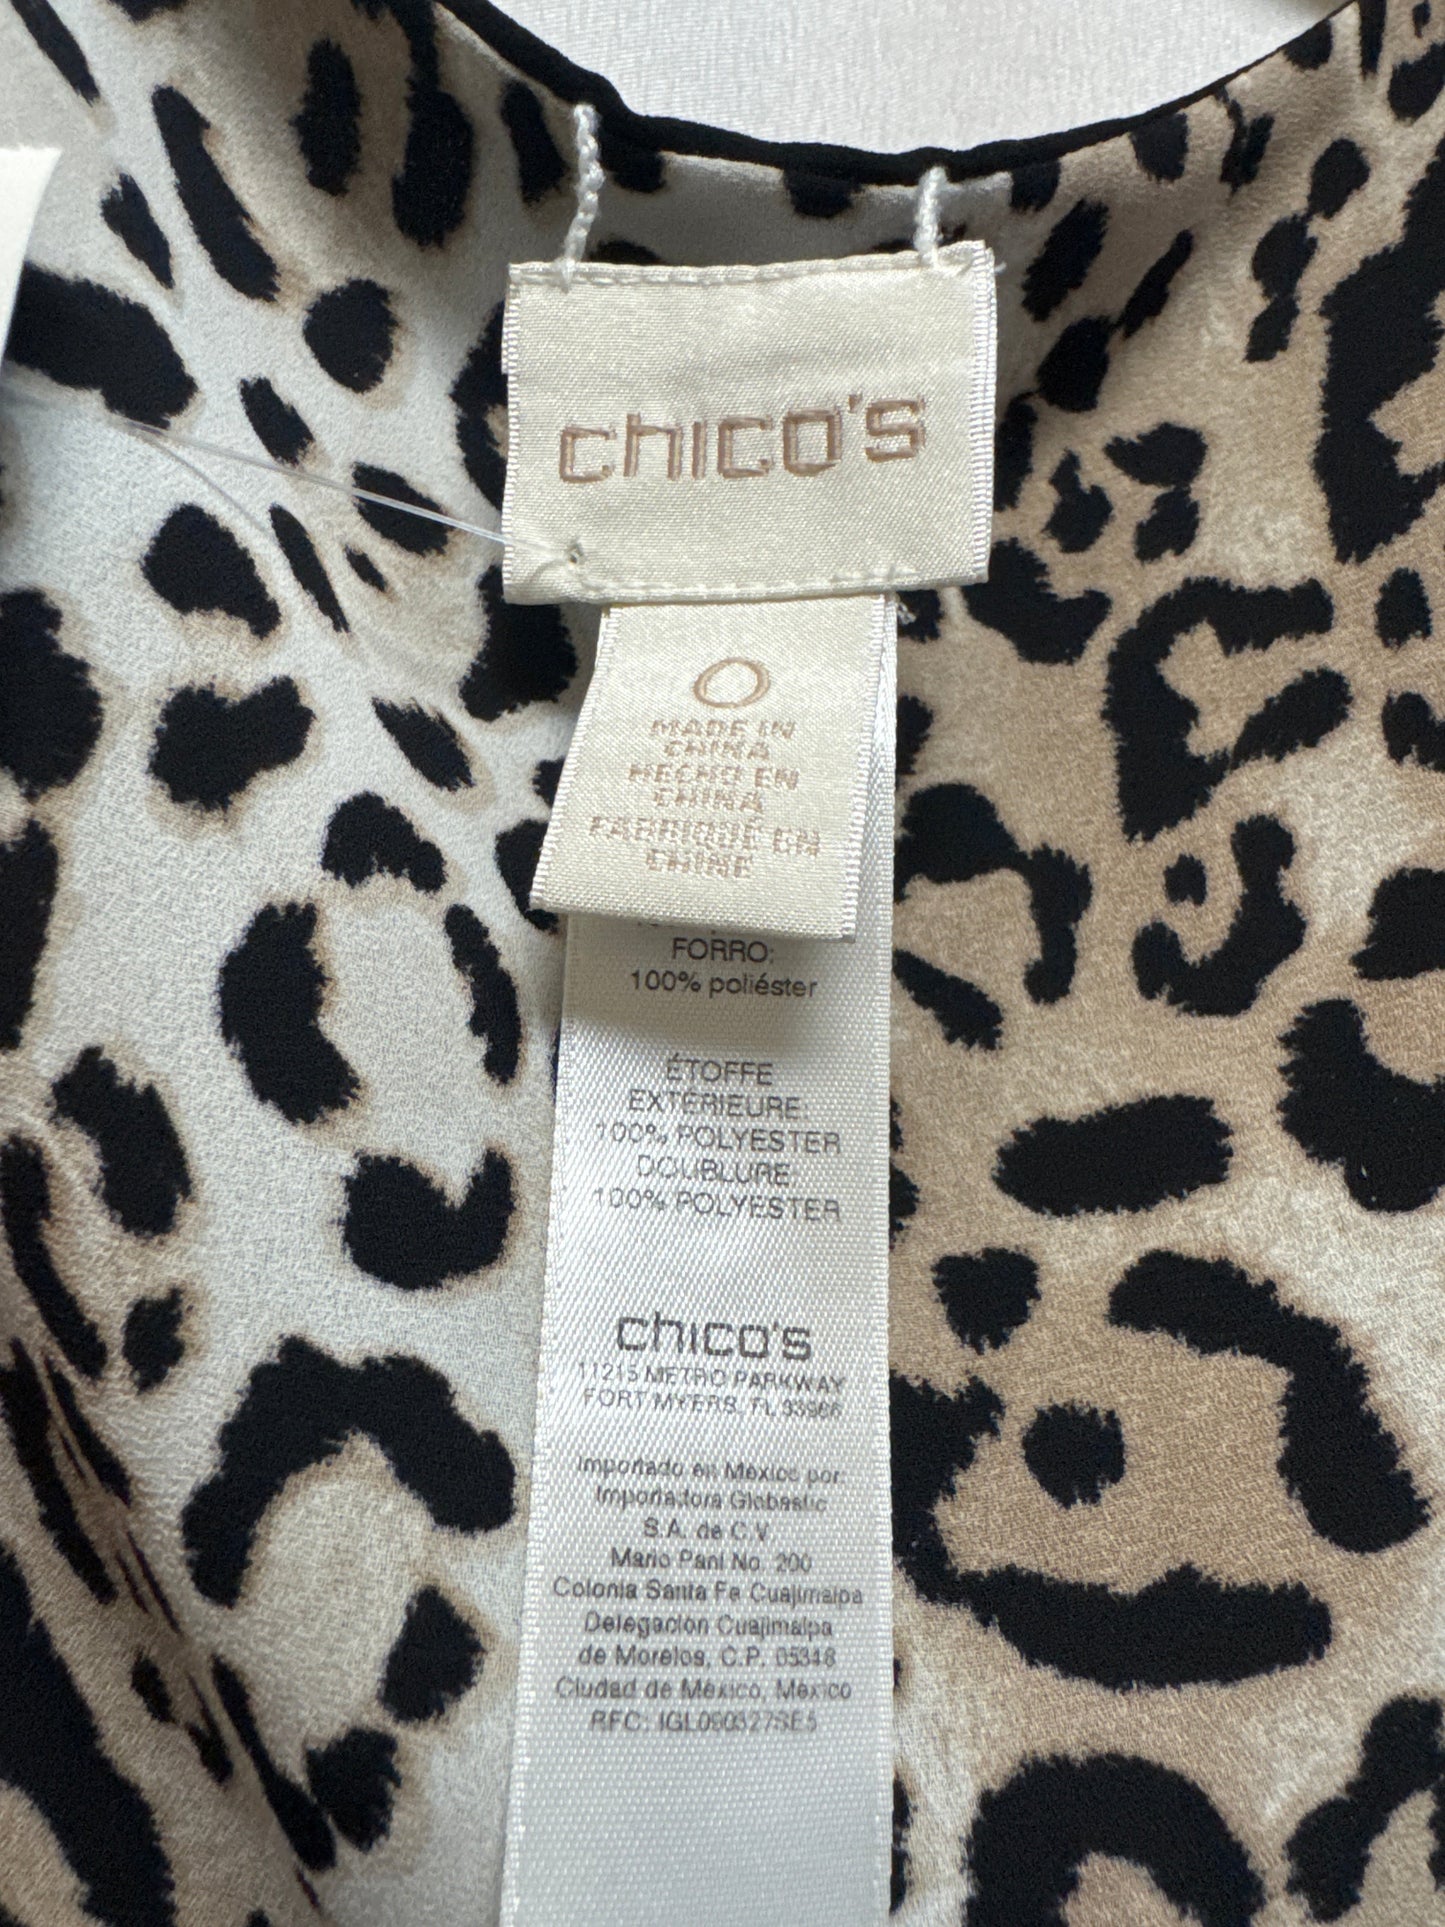 chico's
0
MADE IN
CHINA
HECHO EN
CHINA
FABRIQUÉ EN
CHINE
FORRO:
100% poliéster
ÉTOFFE
EXTÉRIEURE:
100% POLYESTER
DOUBLURE:
100% POLYESTER
chico's
11215 METRO PARKWAY
FORT MYERS, FL 33966
Importado en México por:
Importadora Globastic
S.A. de C.V.
Mario Pani No. 200
Colonia Santa Fe Cuajimalpa
Delegación Cuajimalpa
de Morelos, C.P. 05348
Ciudad de México, México
RFC: IGL090327SE5